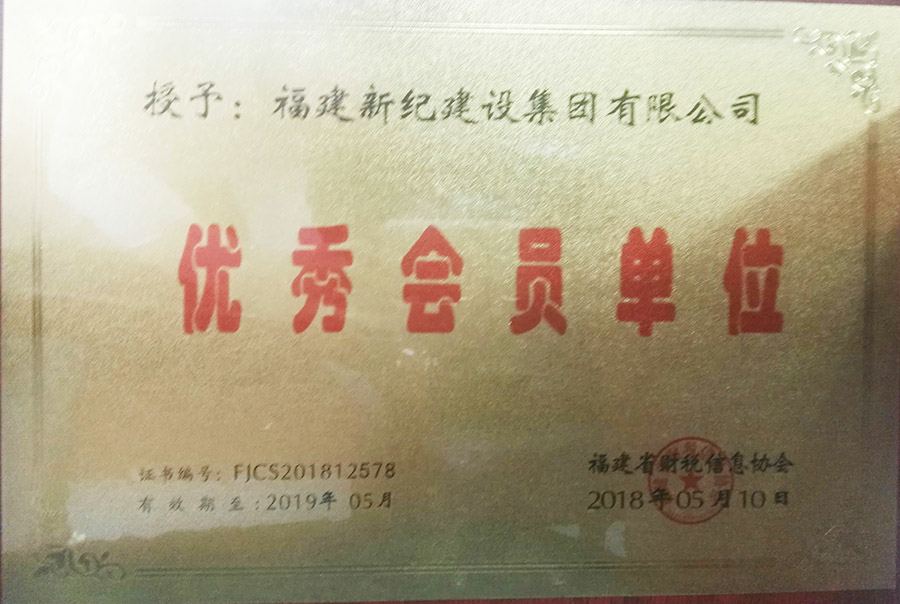 授予：福建新纪建设集团有限公司
优秀会员单位
证书编号：FJCS201812578
有效期至：2019年 05月
福建省财税信息协会
2018年05月10日